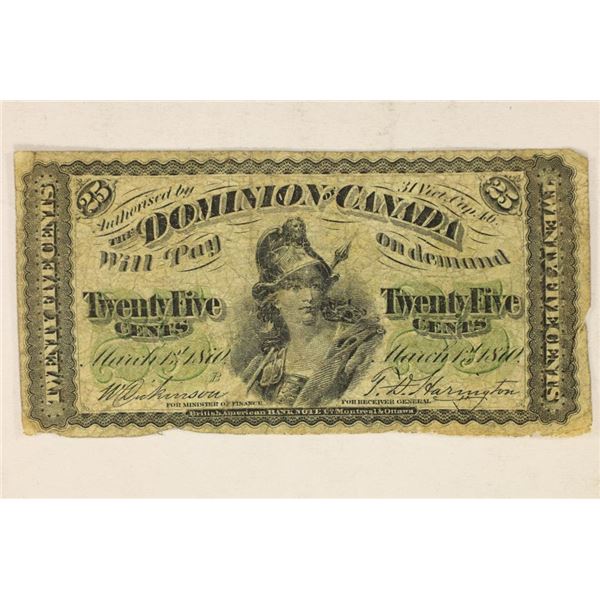 25 Authorised by 31 Vict. Cap. 46. 25
THE DOMINION OF CANADA
Will Pay on demand
Twenty Five Twenty Five
CENTS CENTS
March 1st 1870. March 1st 1870.
W Dickinson T. D. Harington
FOR MINISTER OF FINANCE FOR RECEIVER GENERAL
British American BANK NOTE Co. Montreal & Ottawa
TWENTY FIVE CENTS
TWENTY FIVE CENTS